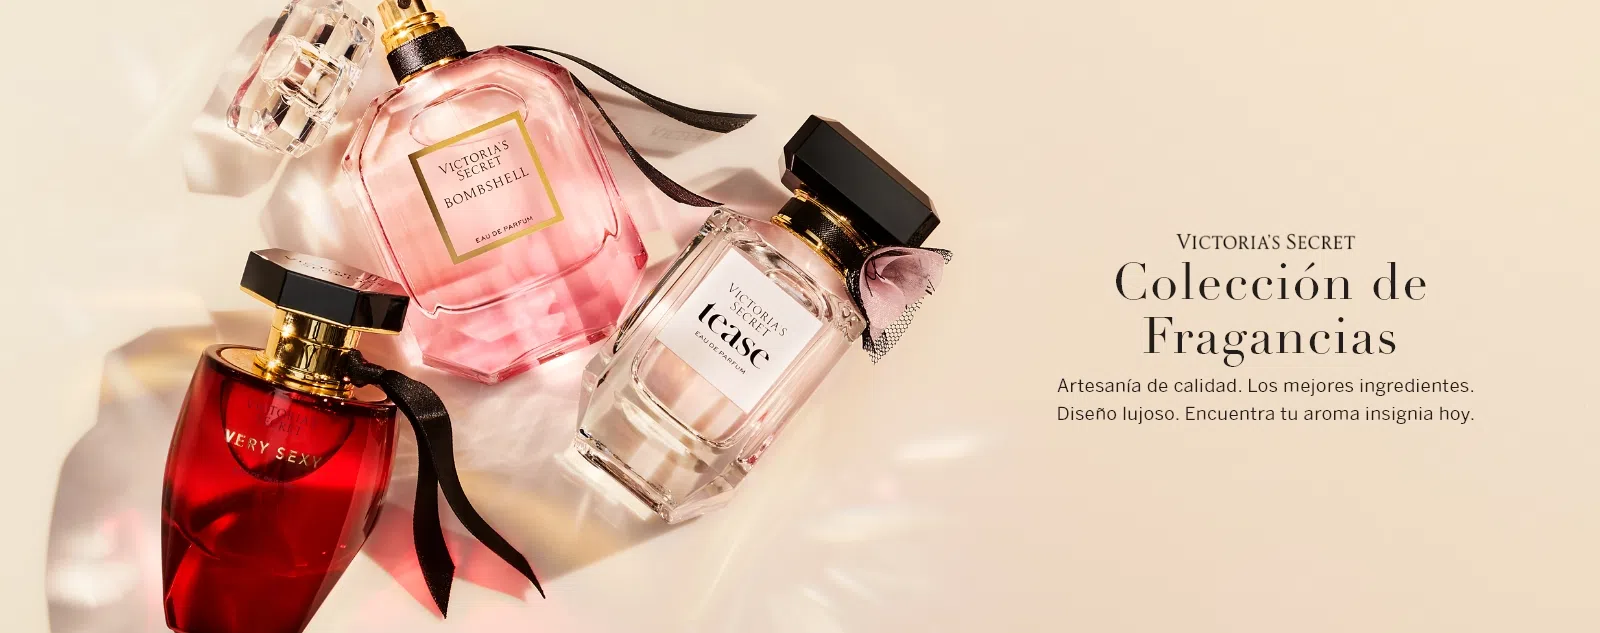 VICTORIA'S
SECRET
BOMBSHELL
EAU DE PARFUM
VICTORIA'S
SECRET
tease
EAU DE PARFUM
VERY SEXY
VICTORIA'S SECRET
Colección de
Fragancias
Artesanía de calidad. Los mejores ingredientes.
Diseño lujoso. Encuentra tu aroma insignia hoy.